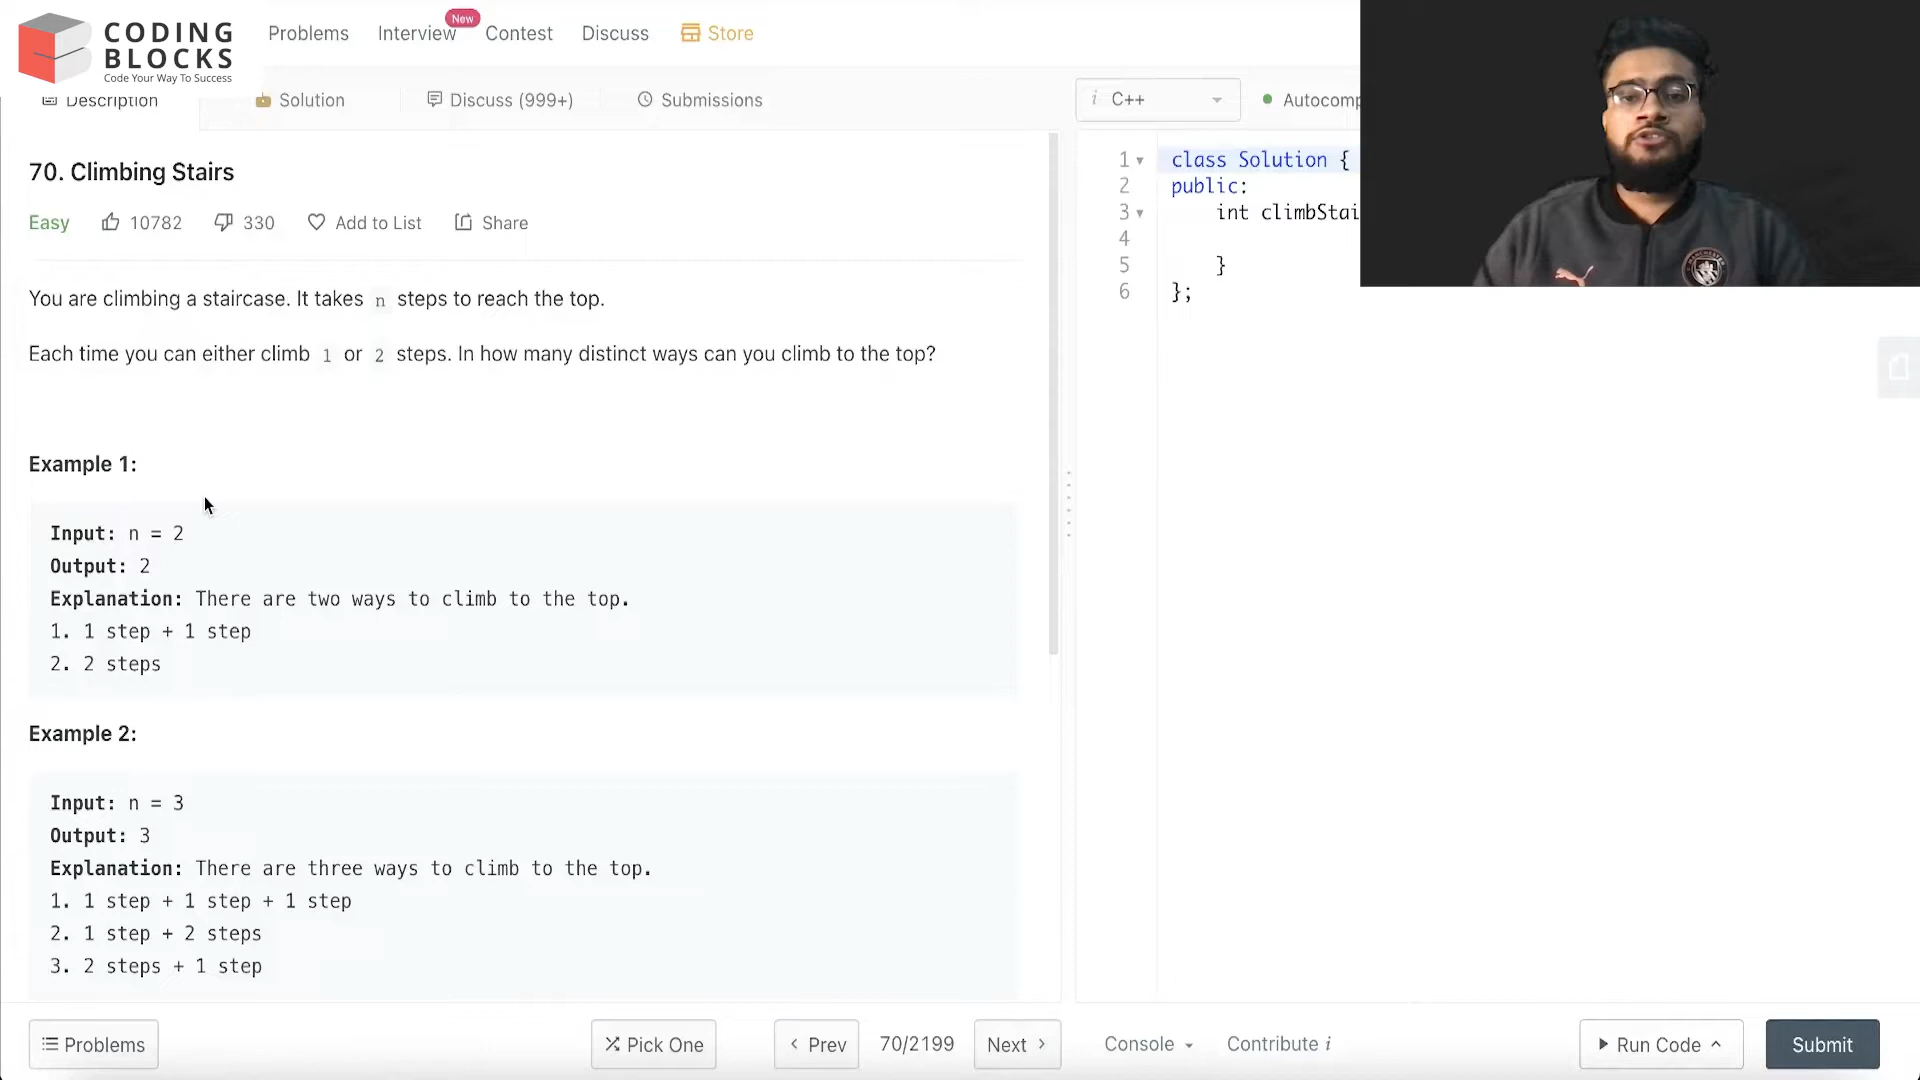 CODING
BLOCKS
Code Your Way To Success
Problems
Interview
New
Contest
Discuss
Store
Description
Solution
Discuss (999+)
Submissions
i C++
Autocomp
70. Climbing Stairs
Easy
10782
330
Add to List
Share
You are climbing a staircase. It takes n steps to reach the top.
Each time you can either climb 1 or 2 steps. In how many distinct ways can you climb to the top?
Example 1:
Input: n = 2
Output: 2
Explanation: There are two ways to climb to the top.
1. 1 step + 1 step
2. 2 steps
Example 2:
Input: n = 3
Output: 3
Explanation: There are three ways to climb to the top.
1. 1 step + 1 step + 1 step
2. 1 step + 2 steps
3. 2 steps + 1 step
1 class Solution {
2 public:
3 int climbStai
4
5 }
6 };
Problems
Pick One
Prev
70/2199
Next
Console
Contribute i
Run Code
Submit